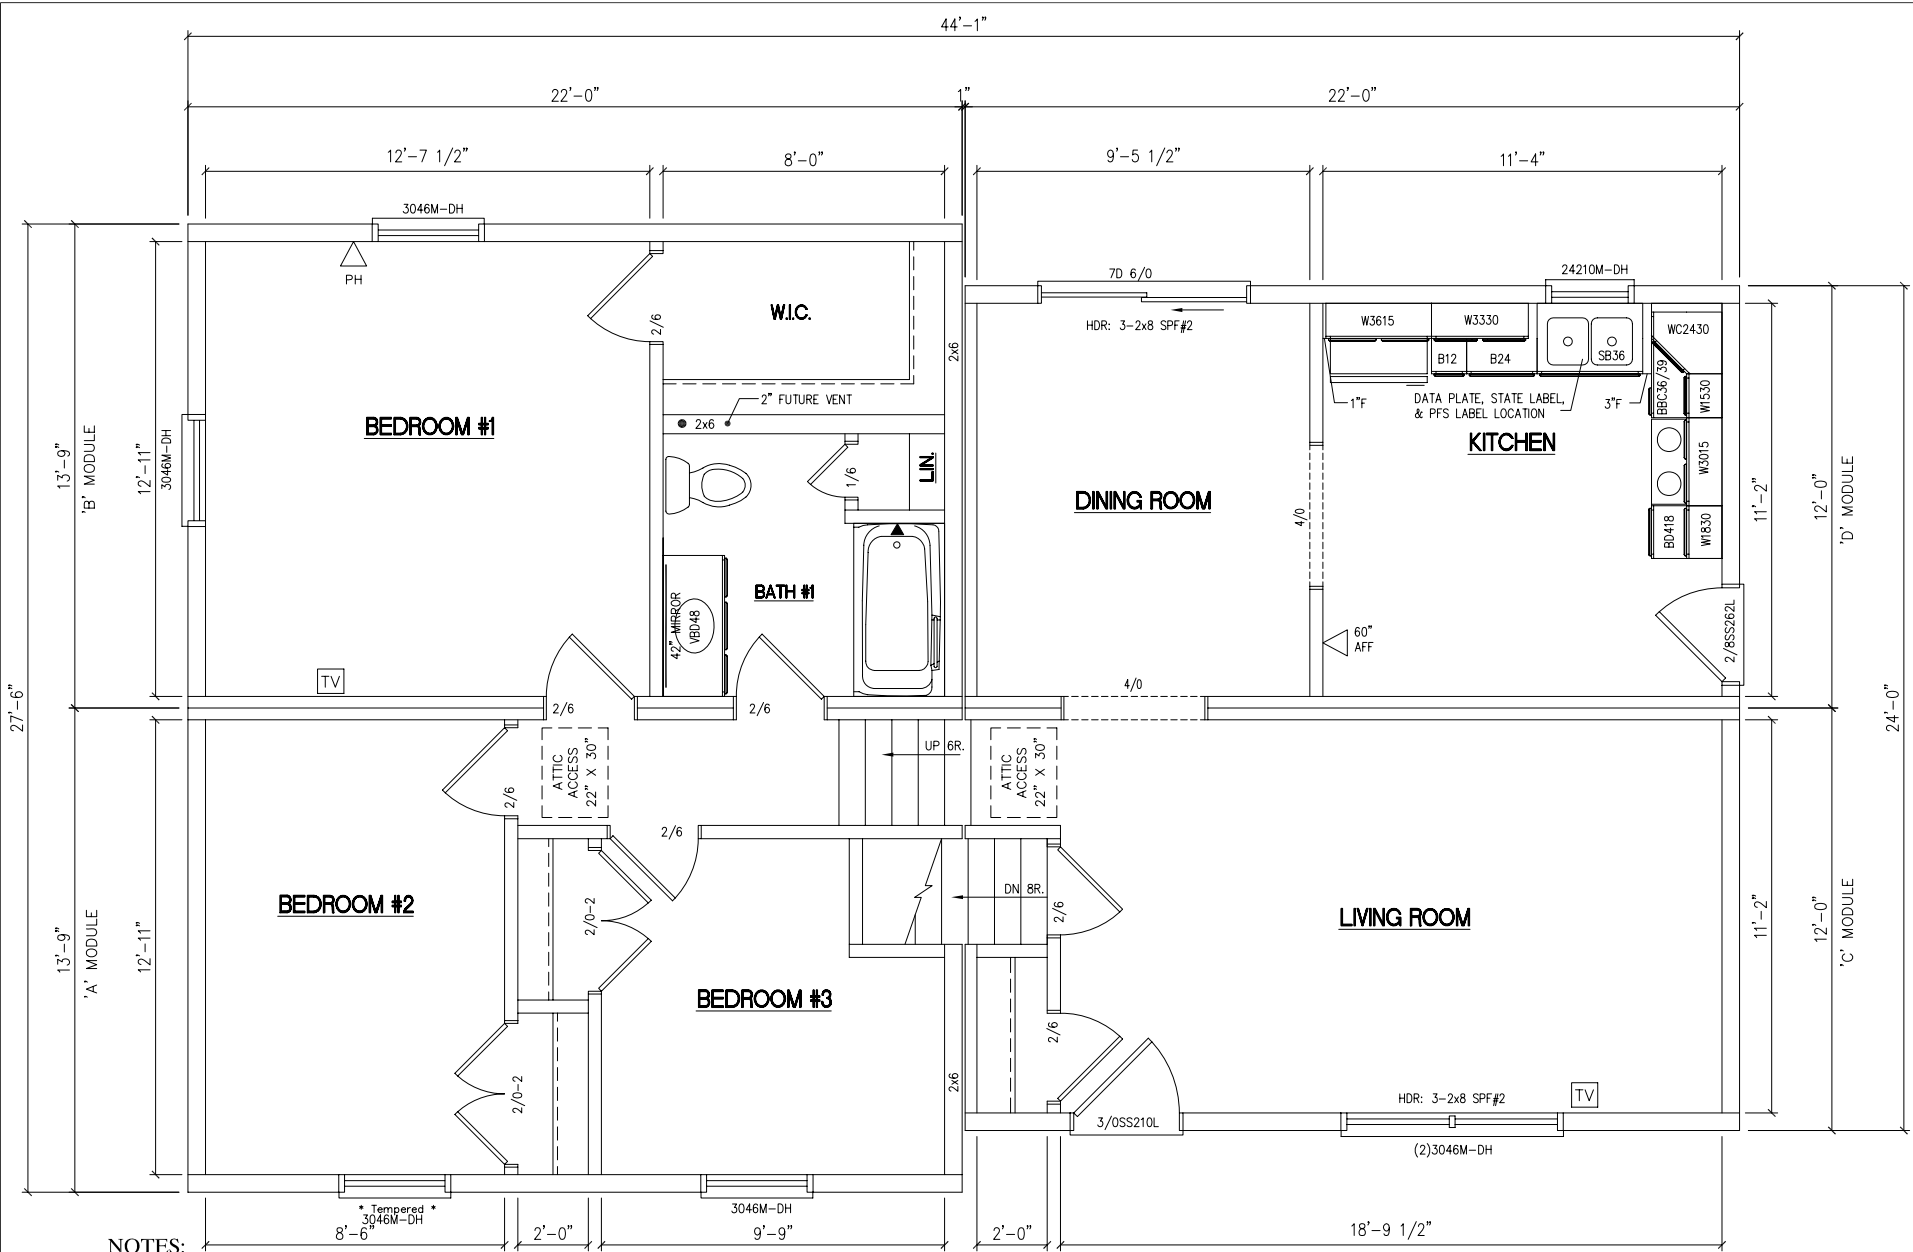 44'-1"
22'-0"
1"
22'-0"
12'-7 1/2"
8'-0"
9'-5 1/2"
11'-4"
3046M-DH
PH
2/6
W.I.C.
2x6
7D 6/0
HDR: 3-2x8 SPF#2
24210M-DH
W3615
W3330
WC2430
B12
B24
SB36
BBC36/39
W1530
1"F
DATA PLATE, STATE LABEL,
& PFS LABEL LOCATION
3"F
2" FUTURE VENT
2x6
BEDROOM #1
KITCHEN
3046M-DH
13'-9"
'B' MODULE
12'-11"
1/6
LIN.
W3015
DINING ROOM
4/0
BD418
W1830
11'-2"
12'-0"
'D' MODULE
BATH #1
42" MIRROR
VBD48
60"
AFF
2/8SS262L
TV
27'-6"
4/0
2/6
2/6
24'-0"
ATTIC
ACCESS
22" X 30"
UP 6R.
ATTIC
ACCESS
22" X 30"
2/6
2/6
BEDROOM #2
2/0-2
DN 8R.
2/6
LIVING ROOM
13'-9"
'A' MODULE
12'-11"
11'-2"
12'-0"
'C' MODULE
BEDROOM #3
2/6
2/0-2
2x6
HDR: 3-2x8 SPF#2
TV
3/0SS210L
(2)3046M-DH
* Tempered *
3046M-DH
3046M-DH
8'-6"
2'-0"
9'-9"
2'-0"
18'-9 1/2"
NOTES: